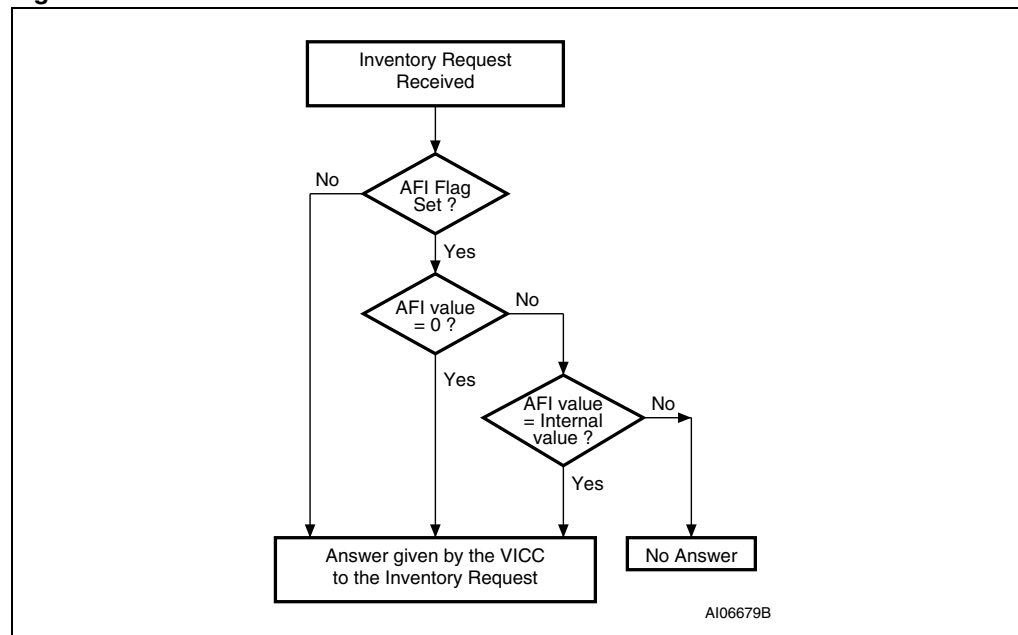 Inventory Request
Received
No
AFI Flag
Set ?
Yes
AFI value
= 0 ?
No
Yes
AFI value
= Internal
value ?
No
Yes
Answer given by the VICC
to the Inventory Request
No Answer
AI06679B